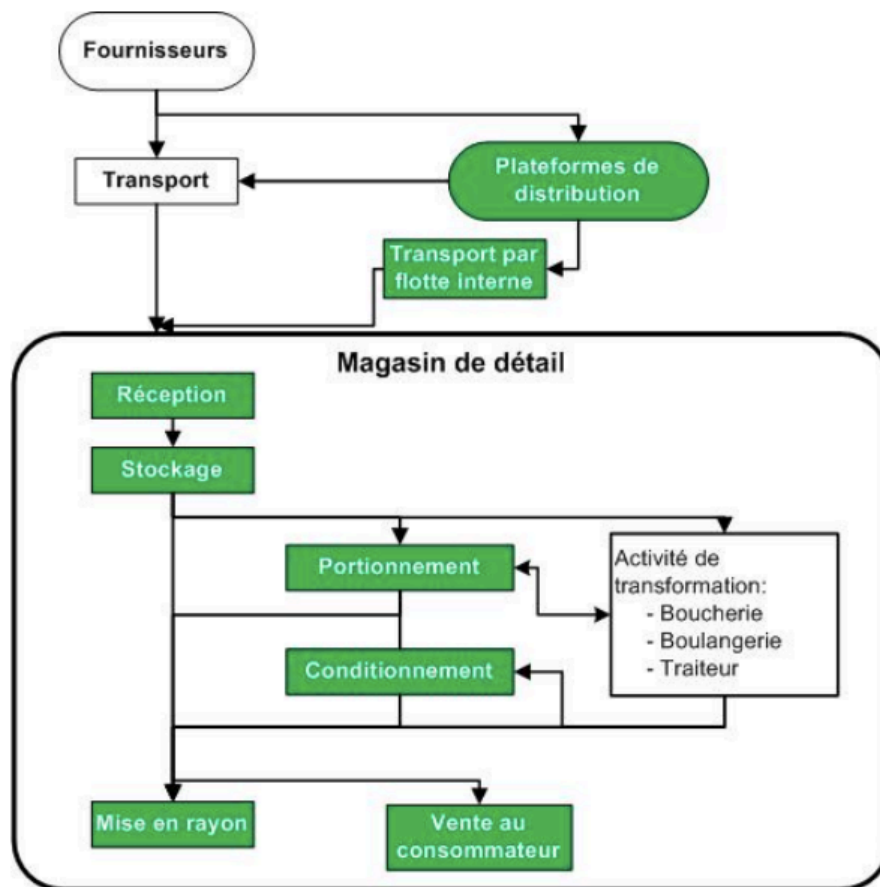 Fournisseurs
Transport
Plateformes de
distribution
Transport par
flotte interne
Magasin de détail
Réception
Stockage
Portionnement
Activité de
transformation:
- Boucherie
- Boulangerie
- Traiteur
Conditionnement
Mise en rayon
Vente au
consommateur